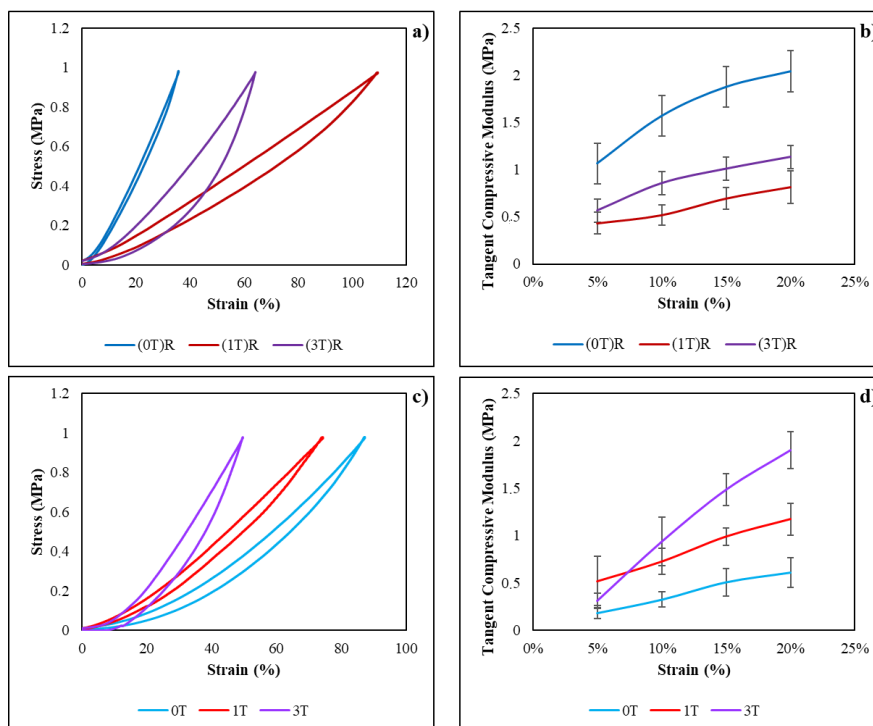 a)
Stress (MPa)
1.2
1
0.8
0.6
0.4
0.2
0
0 20 40 60 80 100 120
Strain (%)
(0T)R (1T)R (3T)R
b)
Tangent Compressive Modulus (MPa)
2.5
2
1.5
1
0.5
0
0% 5% 10% 15% 20% 25%
Strain (%)
(0T)R (1T)R (3T)R
c)
Stress (MPa)
1.2
1
0.8
0.6
0.4
0.2
0
0 20 40 60 80 100
Strain (%)
0T 1T 3T
d)
Tangent Compressive Modulus (MPa)
2.5
2
1.5
1
0.5
0
0% 5% 10% 15% 20% 25%
Strain (%)
0T 1T 3T